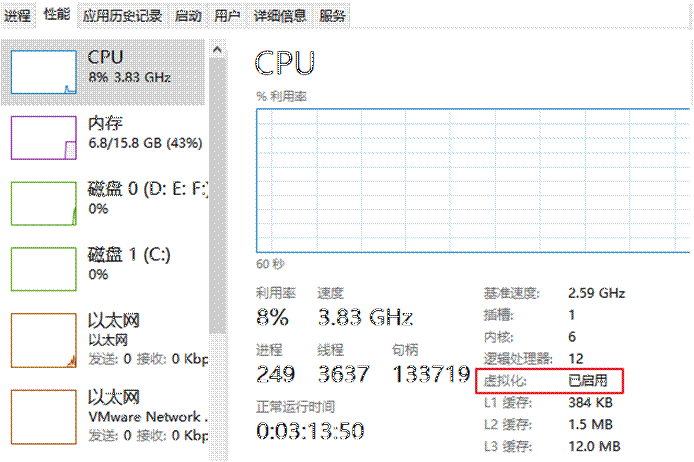 进程 性能 应用历史记录 启动 用户 详细信息 服务
CPU
8% 3.83 GHz
内存
6.8/15.8 GB (43%)
磁盘 0 (D: E: F:)
0%
磁盘 1 (C:)
0%
以太网
以太网
发送: 0 接收: 0 Kbp
以太网
VMware Network .
发送: 0 接收: 0 Kbp
CPU
% 利用率
60 秒
利用率 速度
8% 3.83 GHz
进程 线程 句柄
249 3637 133719
正常运行时间
0:03:13:50
基准速度: 2.59 GHz
插槽: 1
内核: 6
逻辑处理器: 12
虚拟化: 已启用
L1 缓存: 384 KB
L2 缓存: 1.5 MB
L3 缓存: 12.0 MB